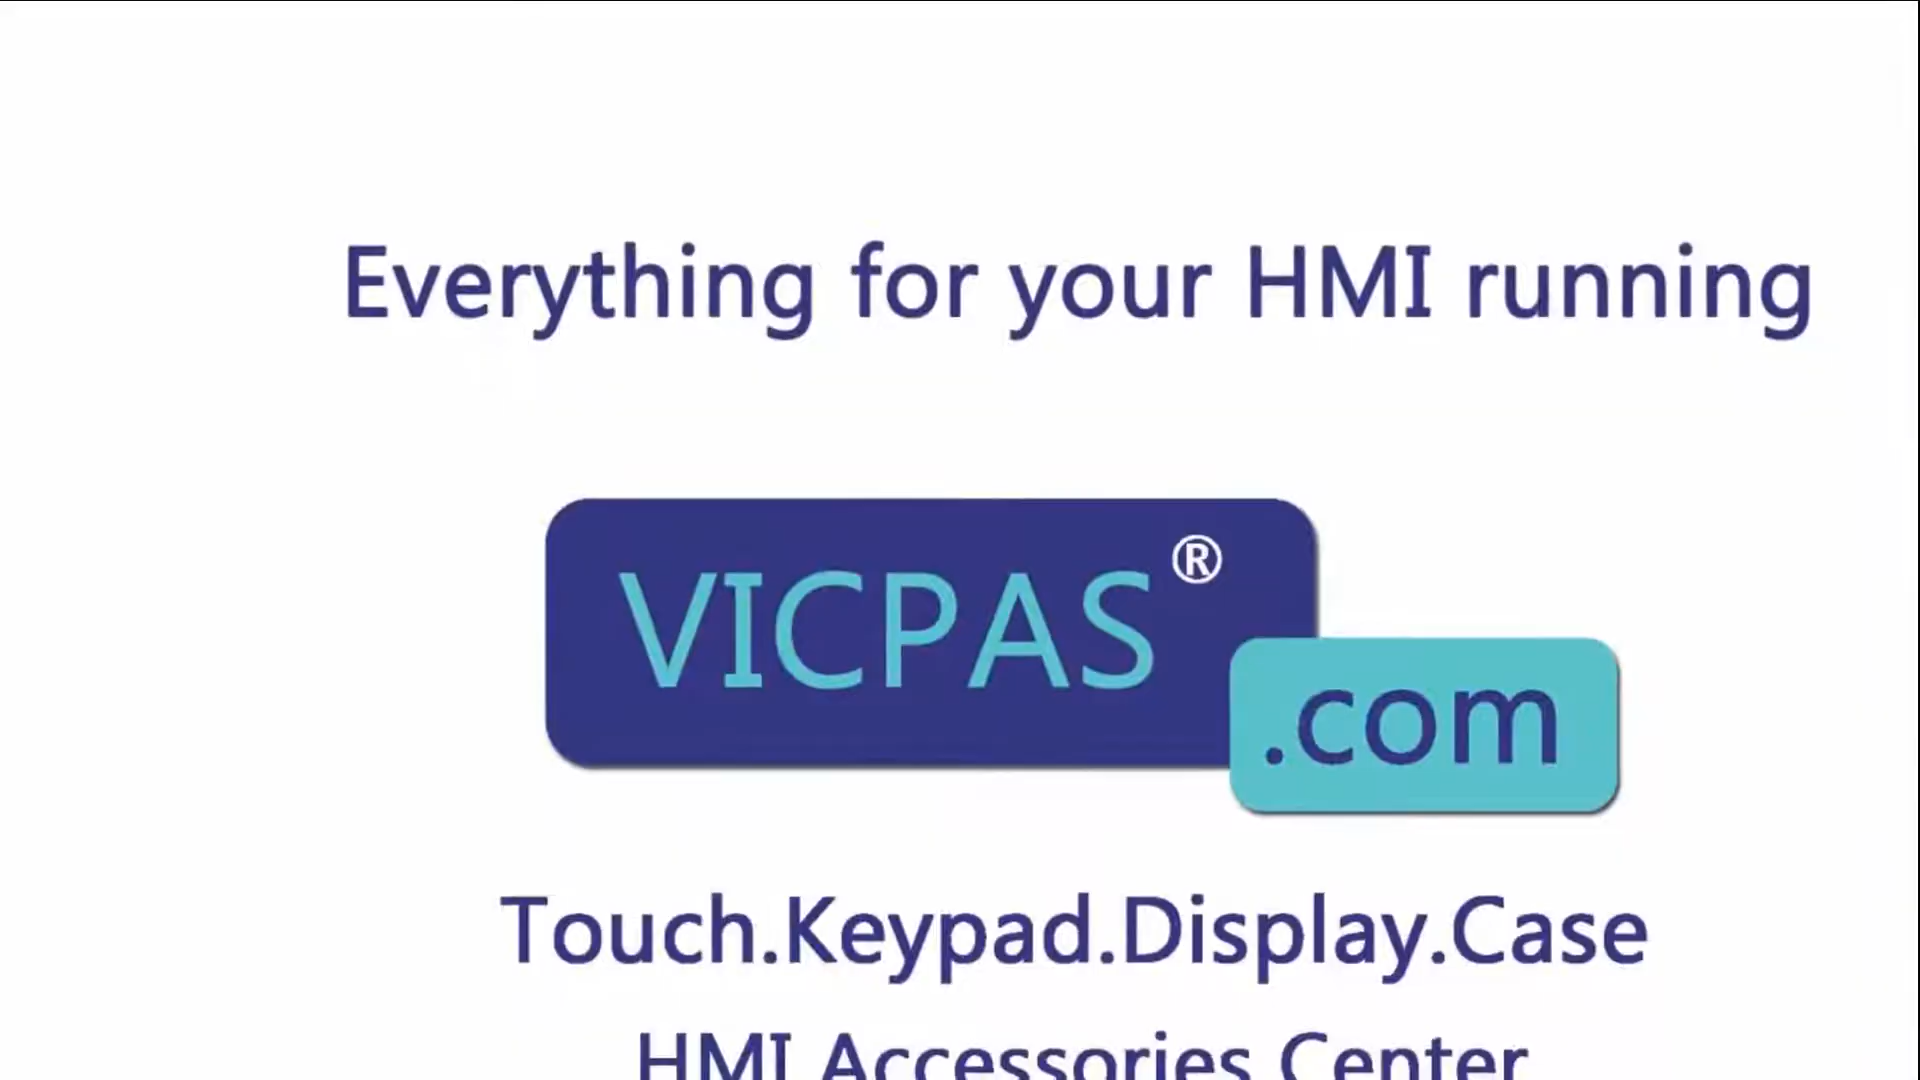 Everything for your HMI running
VICPAS®
.com
Touch.Keypad.Display.Case
HMI Accessories Center